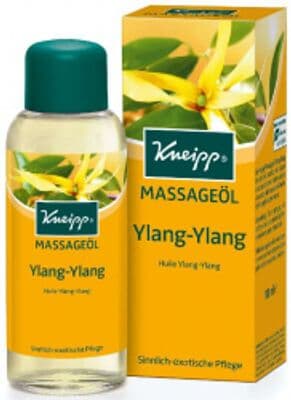 Kneipp®
MASSAGEÖL
Ylang-Ylang
Huile Ylang-Ylang
Sinnlich-exotische Pflege
Kneipp®
MASSAGEÖL
Ylang-Ylang
Huile Ylang-Ylang
Sinnlich-exotische Pflege